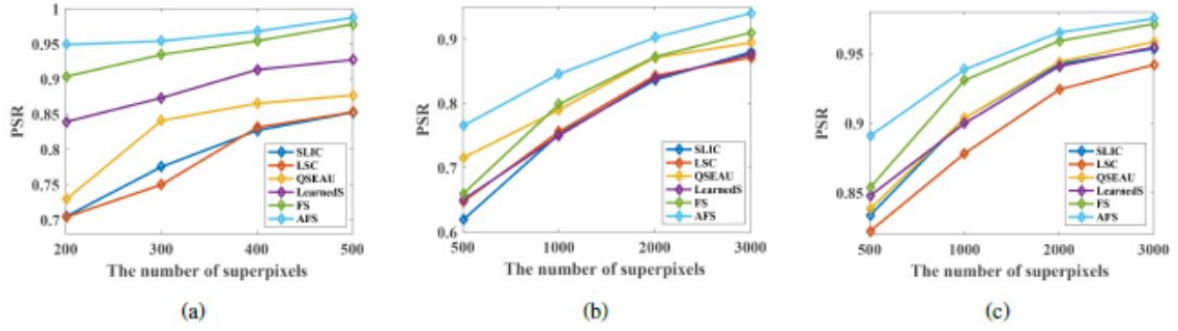 1
0.95
0.9
0.85
0.8
0.75
0.7
PSR
200 300 400 500
The number of superpixels
SLIC
LSC
QSEAU
LearnedS
FS
AFS
(a)
0.9
0.8
0.7
0.6
PSR
500 1000 2000 3000
The number of superpixels
SLIC
LSC
QSEAU
LearnedS
FS
AFS
(b)
0.95
0.9
0.85
PSR
500 1000 2000 3000
The number of superpixels
SLIC
LSC
QSEAU
LearnedS
FS
AFS
(c)